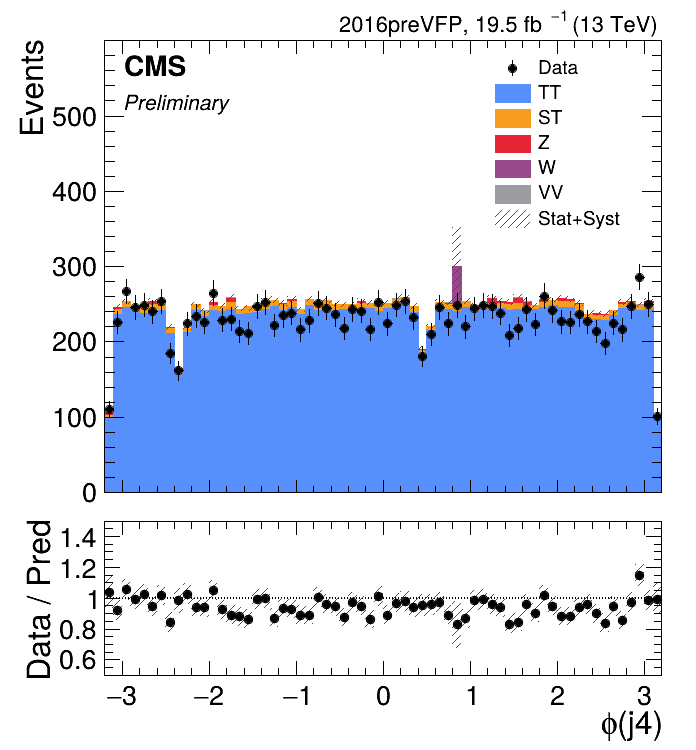 2016preVFP, 19.5 fb⁻¹ (13 TeV)
CMS
Preliminary
Data
TT
ST
Z
W
VV
Stat+Syst
Events
500
400
300
200
100
0
Data / Pred
1.4
1.2
1
0.8
0.6
−3 −2 −1 0 1 2 3
ϕ(j4)